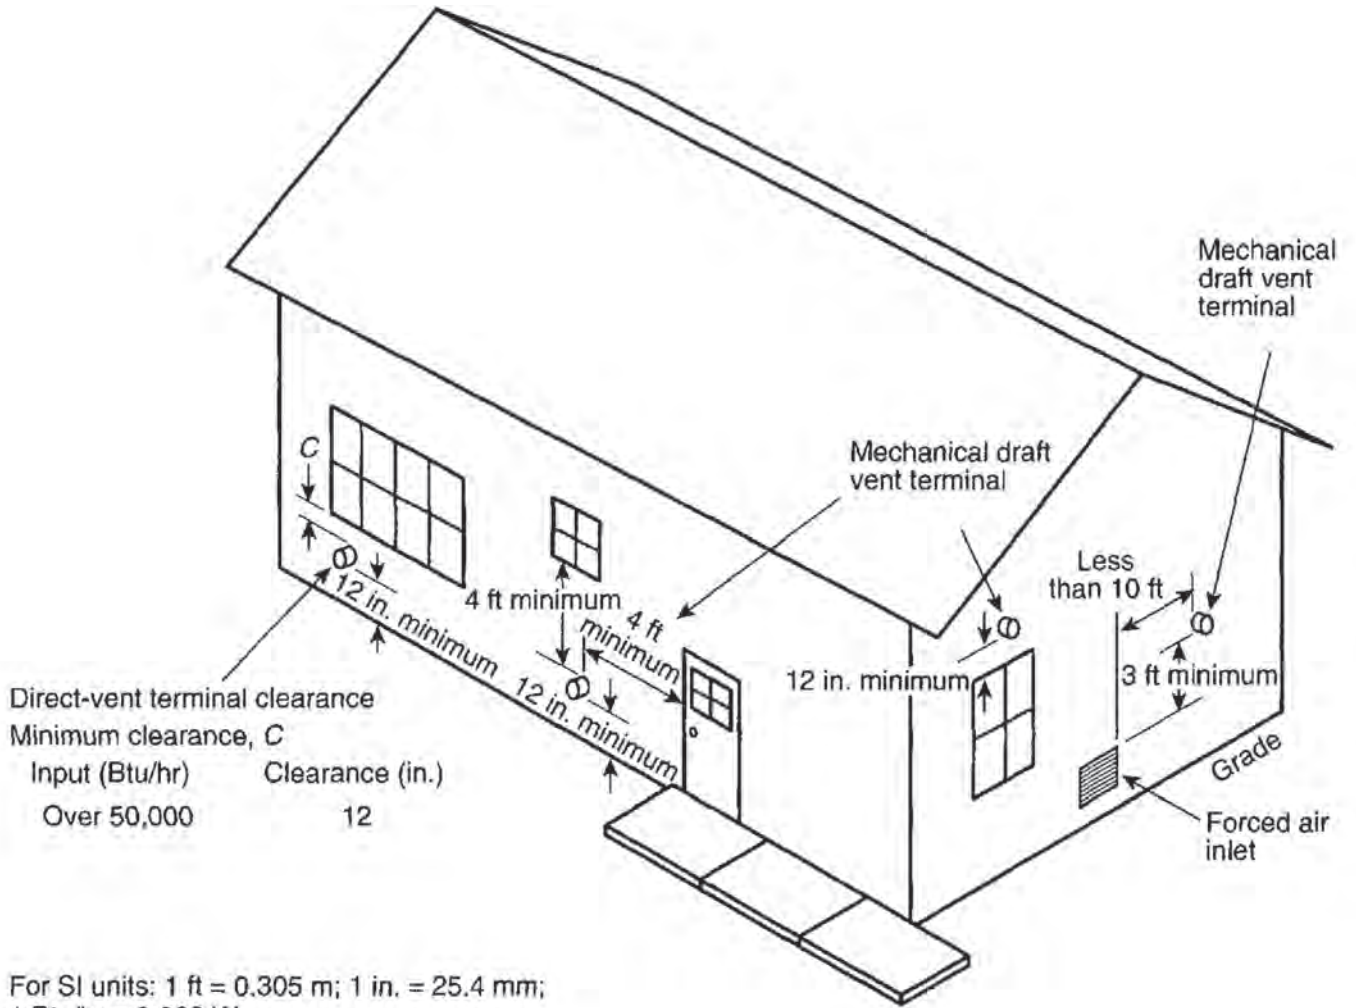 Mechanical
draft vent
terminal
Mechanical draft
vent terminal
C
Less
than 10 ft
4 ft minimum
4 ft
minimum
12 in. minimum
12 in. minimum
12 in. minimum
3 ft minimum
Direct-vent terminal clearance
Minimum clearance, C
Input (Btu/hr) Clearance (in.)
Over 50,000 12
Grade
Forced air
inlet
For SI units: 1 ft = 0.305 m; 1 in. = 25.4 mm;